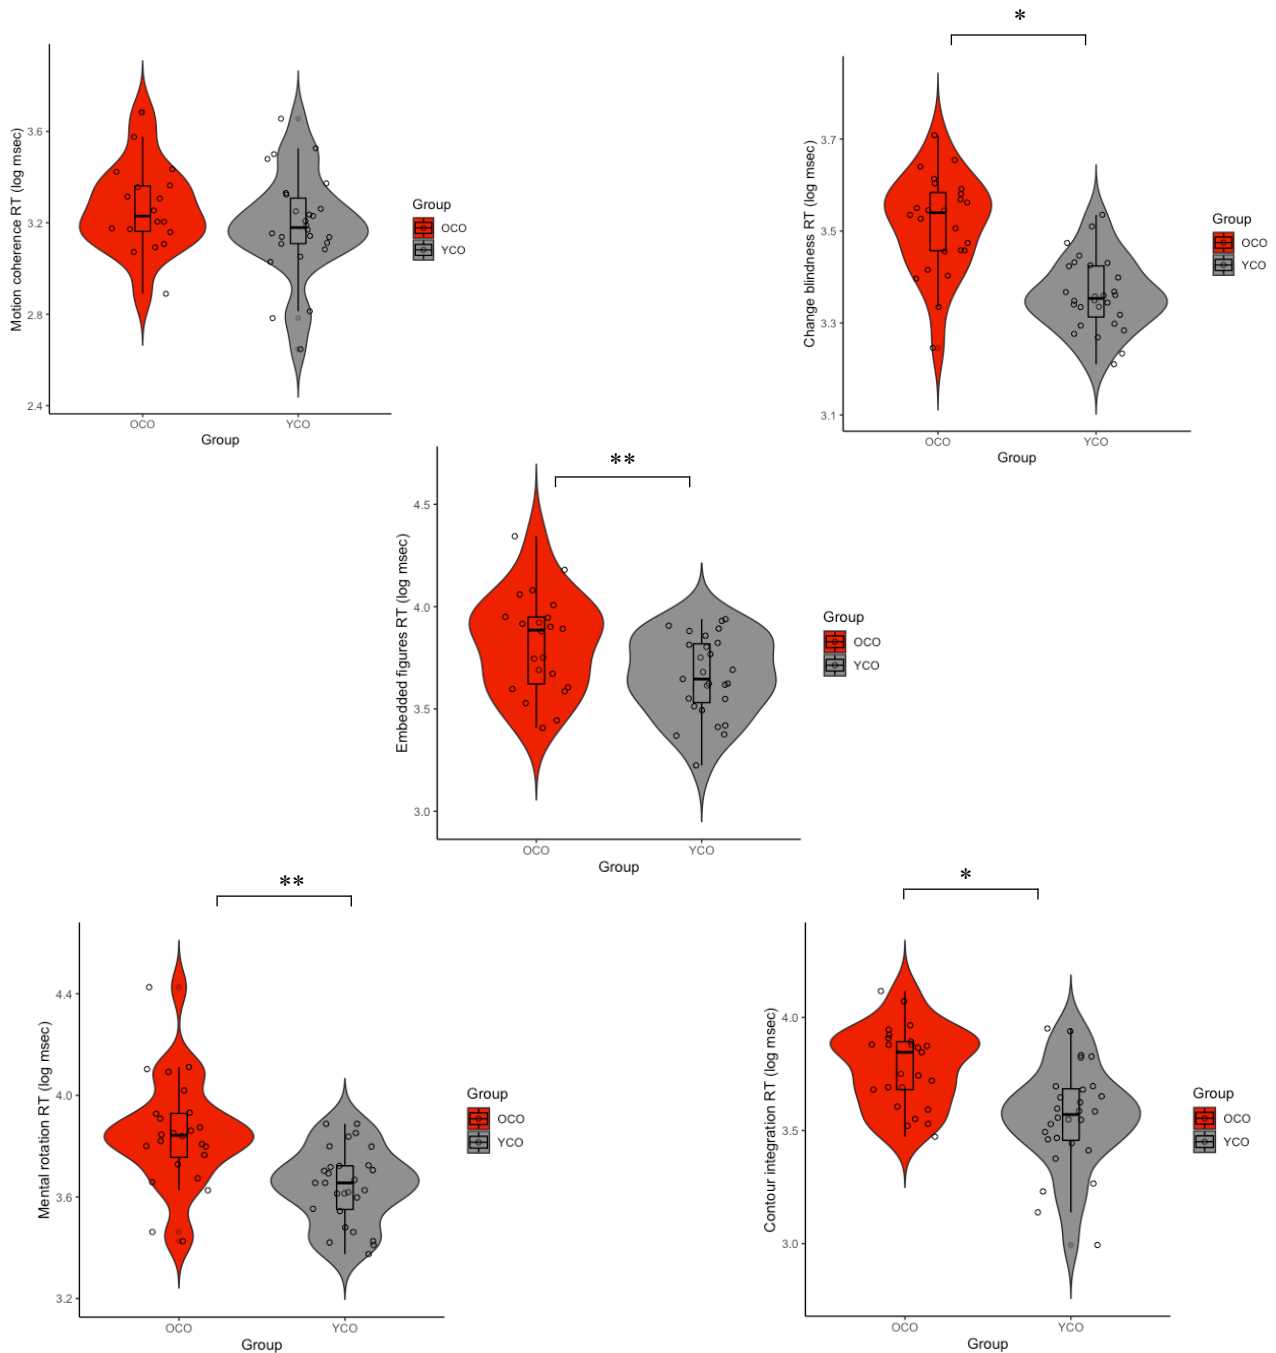 Motion coherence RT (log msec)
3.6
3.2
2.8
2.4
OCO
YCO
Group
Group
OCO
YCO
*
Change blindness RT (log msec)
3.7
3.5
3.3
3.1
OCO
YCO
Group
Group
OCO
YCO
**
Embedded figures RT (log msec)
4.5
4.0
3.5
3.0
OCO
YCO
Group
Group
OCO
YCO
**
Mental rotation RT (log msec)
4.4
4.0
3.6
3.2
OCO
YCO
Group
Group
OCO
YCO
*
Contour integration RT (log msec)
4.0
3.5
3.0
OCO
YCO
Group
Group
OCO
YCO